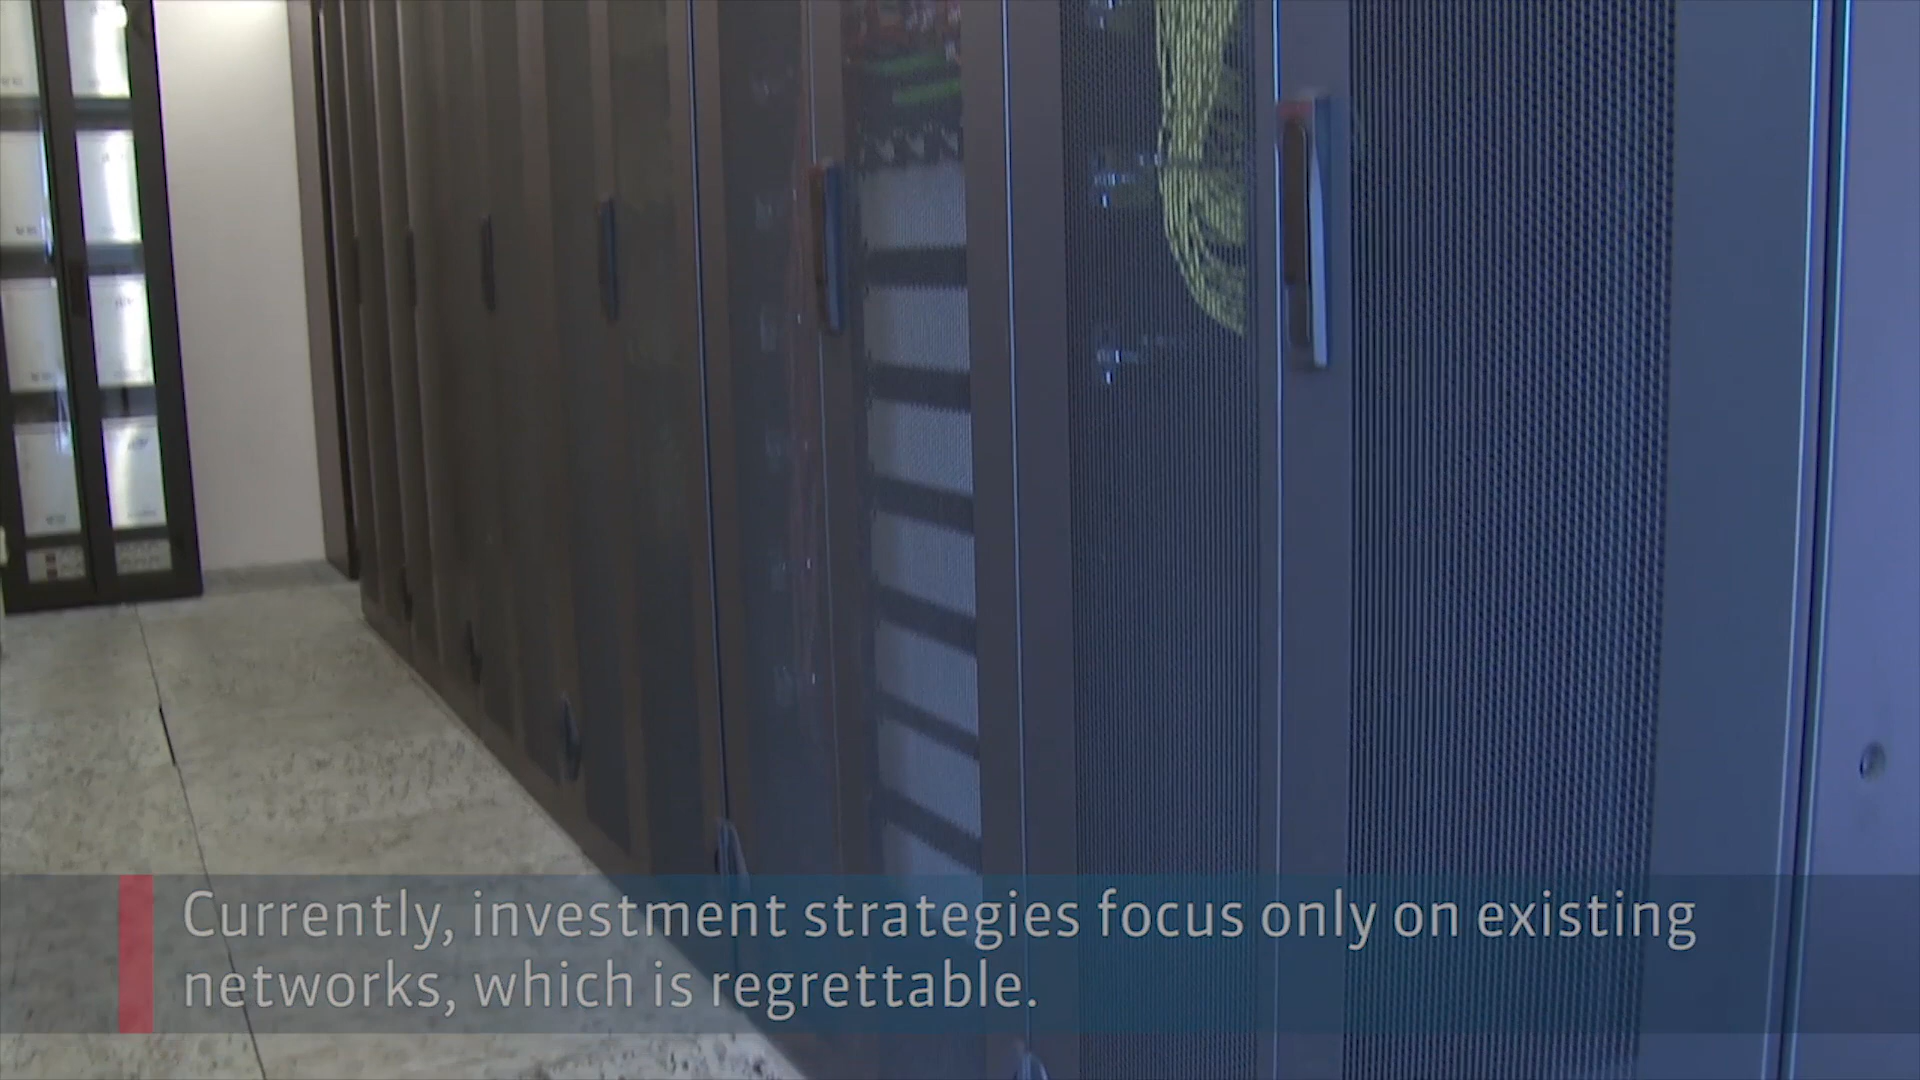 Currently, investment strategies focus only on existing
networks, which is regrettable.